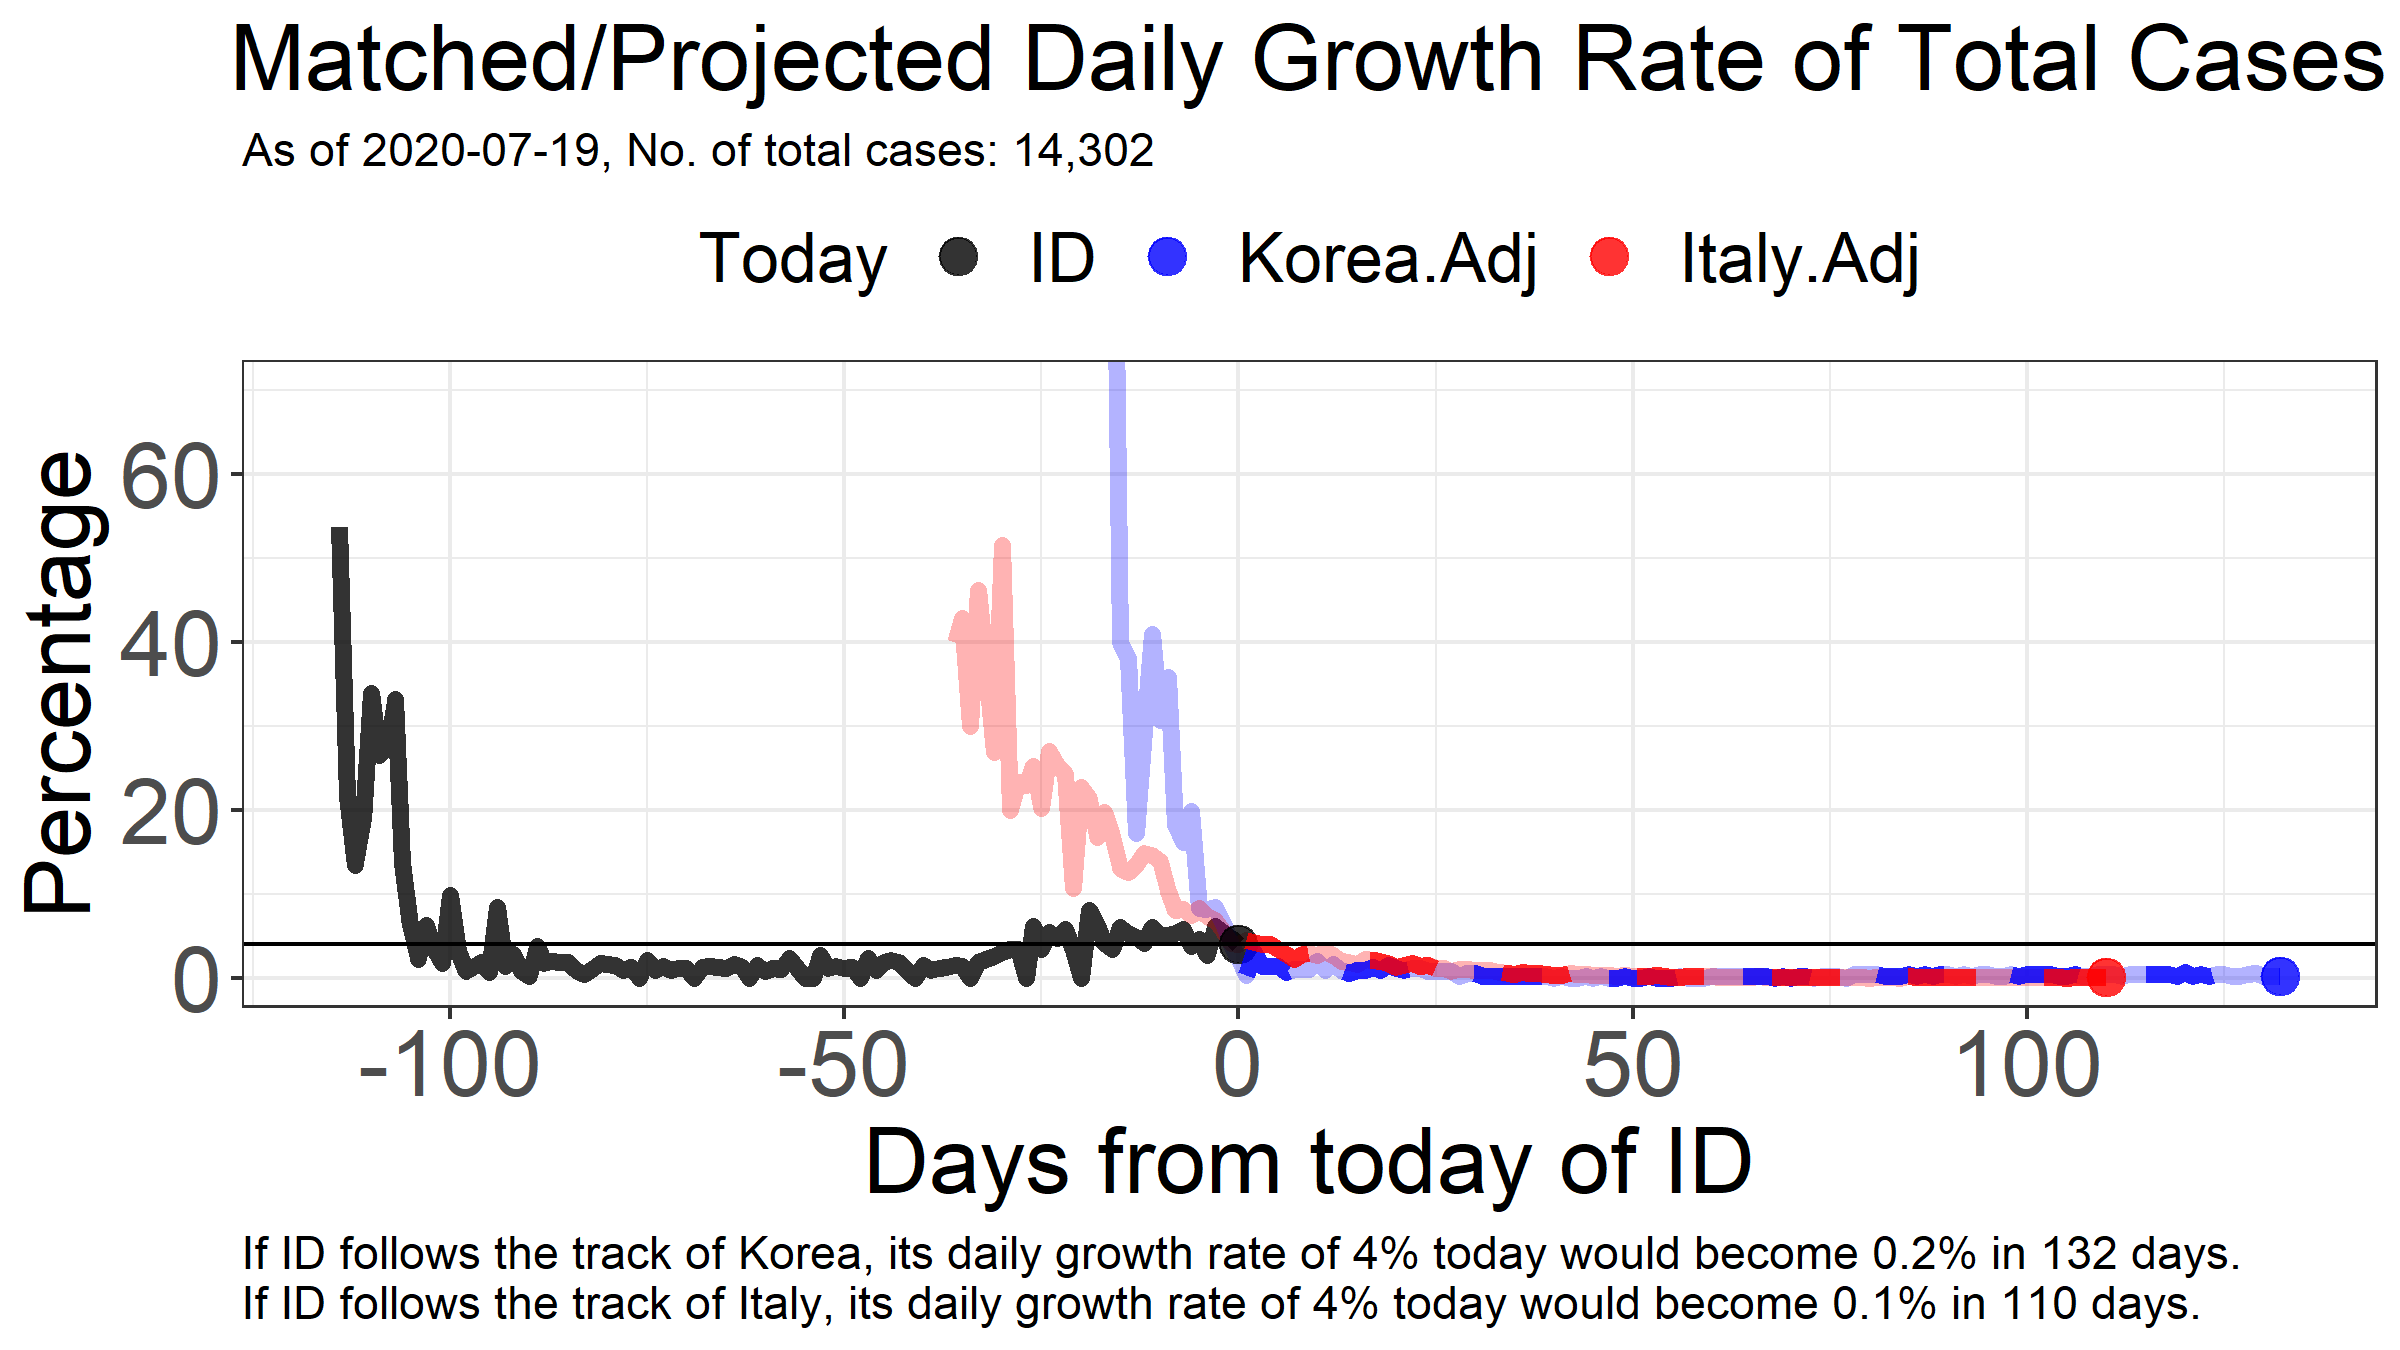 Matched/Projected Daily Growth Rate of Total Cases
As of 2020-07-19, No. of total cases: 14,302
Today ID Korea.Adj Italy.Adj
Percentage
60
40
20
0
-100 -50 0 50 100
Days from today of ID
If ID follows the track of Korea, its daily growth rate of 4% today would become 0.2% in 132 days.
If ID follows the track of Italy, its daily growth rate of 4% today would become 0.1% in 110 days.